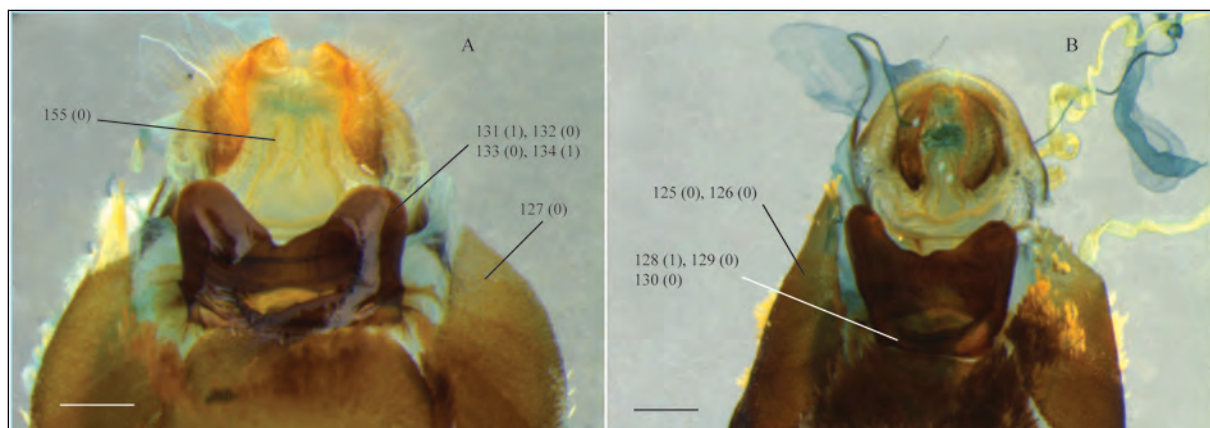 A
155 (0)
131 (1), 132 (0)
133 (0), 134 (1)
127 (0)
B
125 (0), 126 (0)
128 (1), 129 (0)
130 (0)